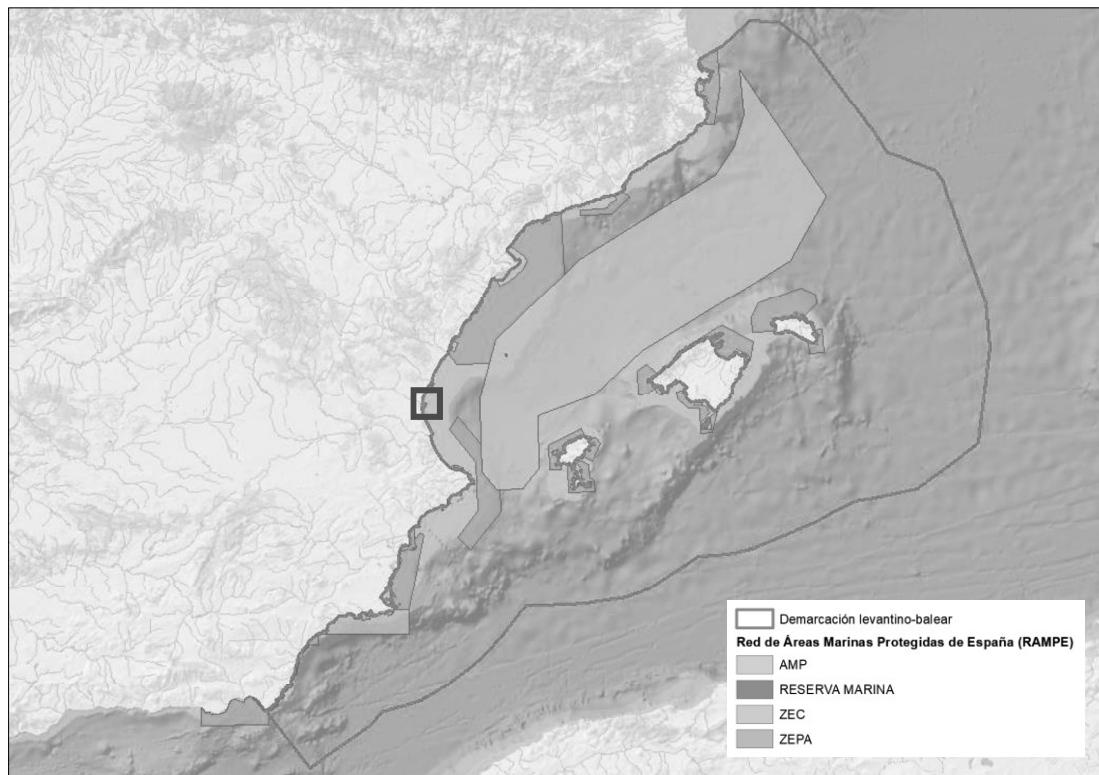 Demarcación levantino-balear
Red de Áreas Marinas Protegidas de España (RAMPE)
AMP
RESERVA MARINA
ZEC
ZEPA